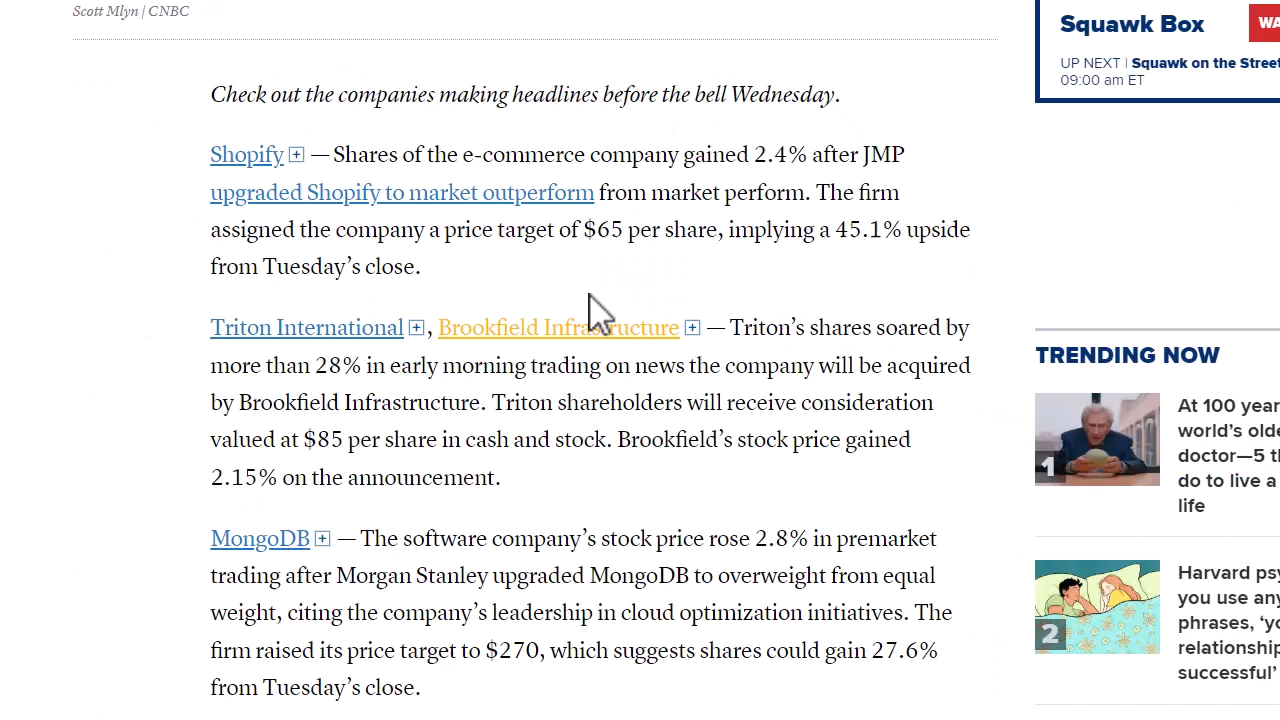 Scott Mlyn | CNBC
Check out the companies making headlines before the bell Wednesday.
Shopify — Shares of the e-commerce company gained 2.4% after JMP
upgraded Shopify to market outperform from market perform. The firm
assigned the company a price target of $65 per share, implying a 45.1% upside
from Tuesday’s close.
Triton International, Brookfield Infrastructure — Triton’s shares soared by
more than 28% in early morning trading on news the company will be acquired
by Brookfield Infrastructure. Triton shareholders will receive consideration
valued at $85 per share in cash and stock. Brookfield’s stock price gained
2.15% on the announcement.
MongoDB — The software company’s stock price rose 2.8% in premarket
trading after Morgan Stanley upgraded MongoDB to overweight from equal
weight, citing the company’s leadership in cloud optimization initiatives. The
firm raised its price target to $270, which suggests shares could gain 27.6%
from Tuesday’s close.
Squawk Box
WA
UP NEXT | Squawk on the Street
09:00 am ET
TRENDING NOW
1
At 100 year
world’s olde
doctor—5 th
do to live a
life
2
Harvard psy
you use any
phrases, ‘yo
relationship
successful’